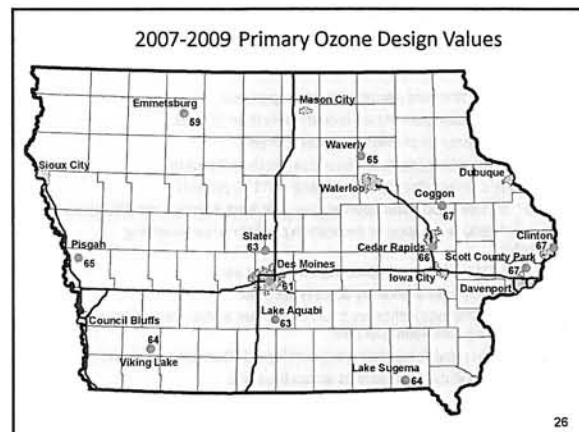 2007-2009 Primary Ozone Design Values
Emmetsburg
59
Mason City
Waverly
65
Sioux City
Waterloo
Dubuque
Coggon
67
Pisgah
65
Slater
63
Cedar Rapids
66
Clinton
67
Scott County Park
67
Des Moines
61
Iowa City
Davenport
Council Bluffs
Lake Aquabi
63
64
Viking Lake
Lake Sugema
64
26